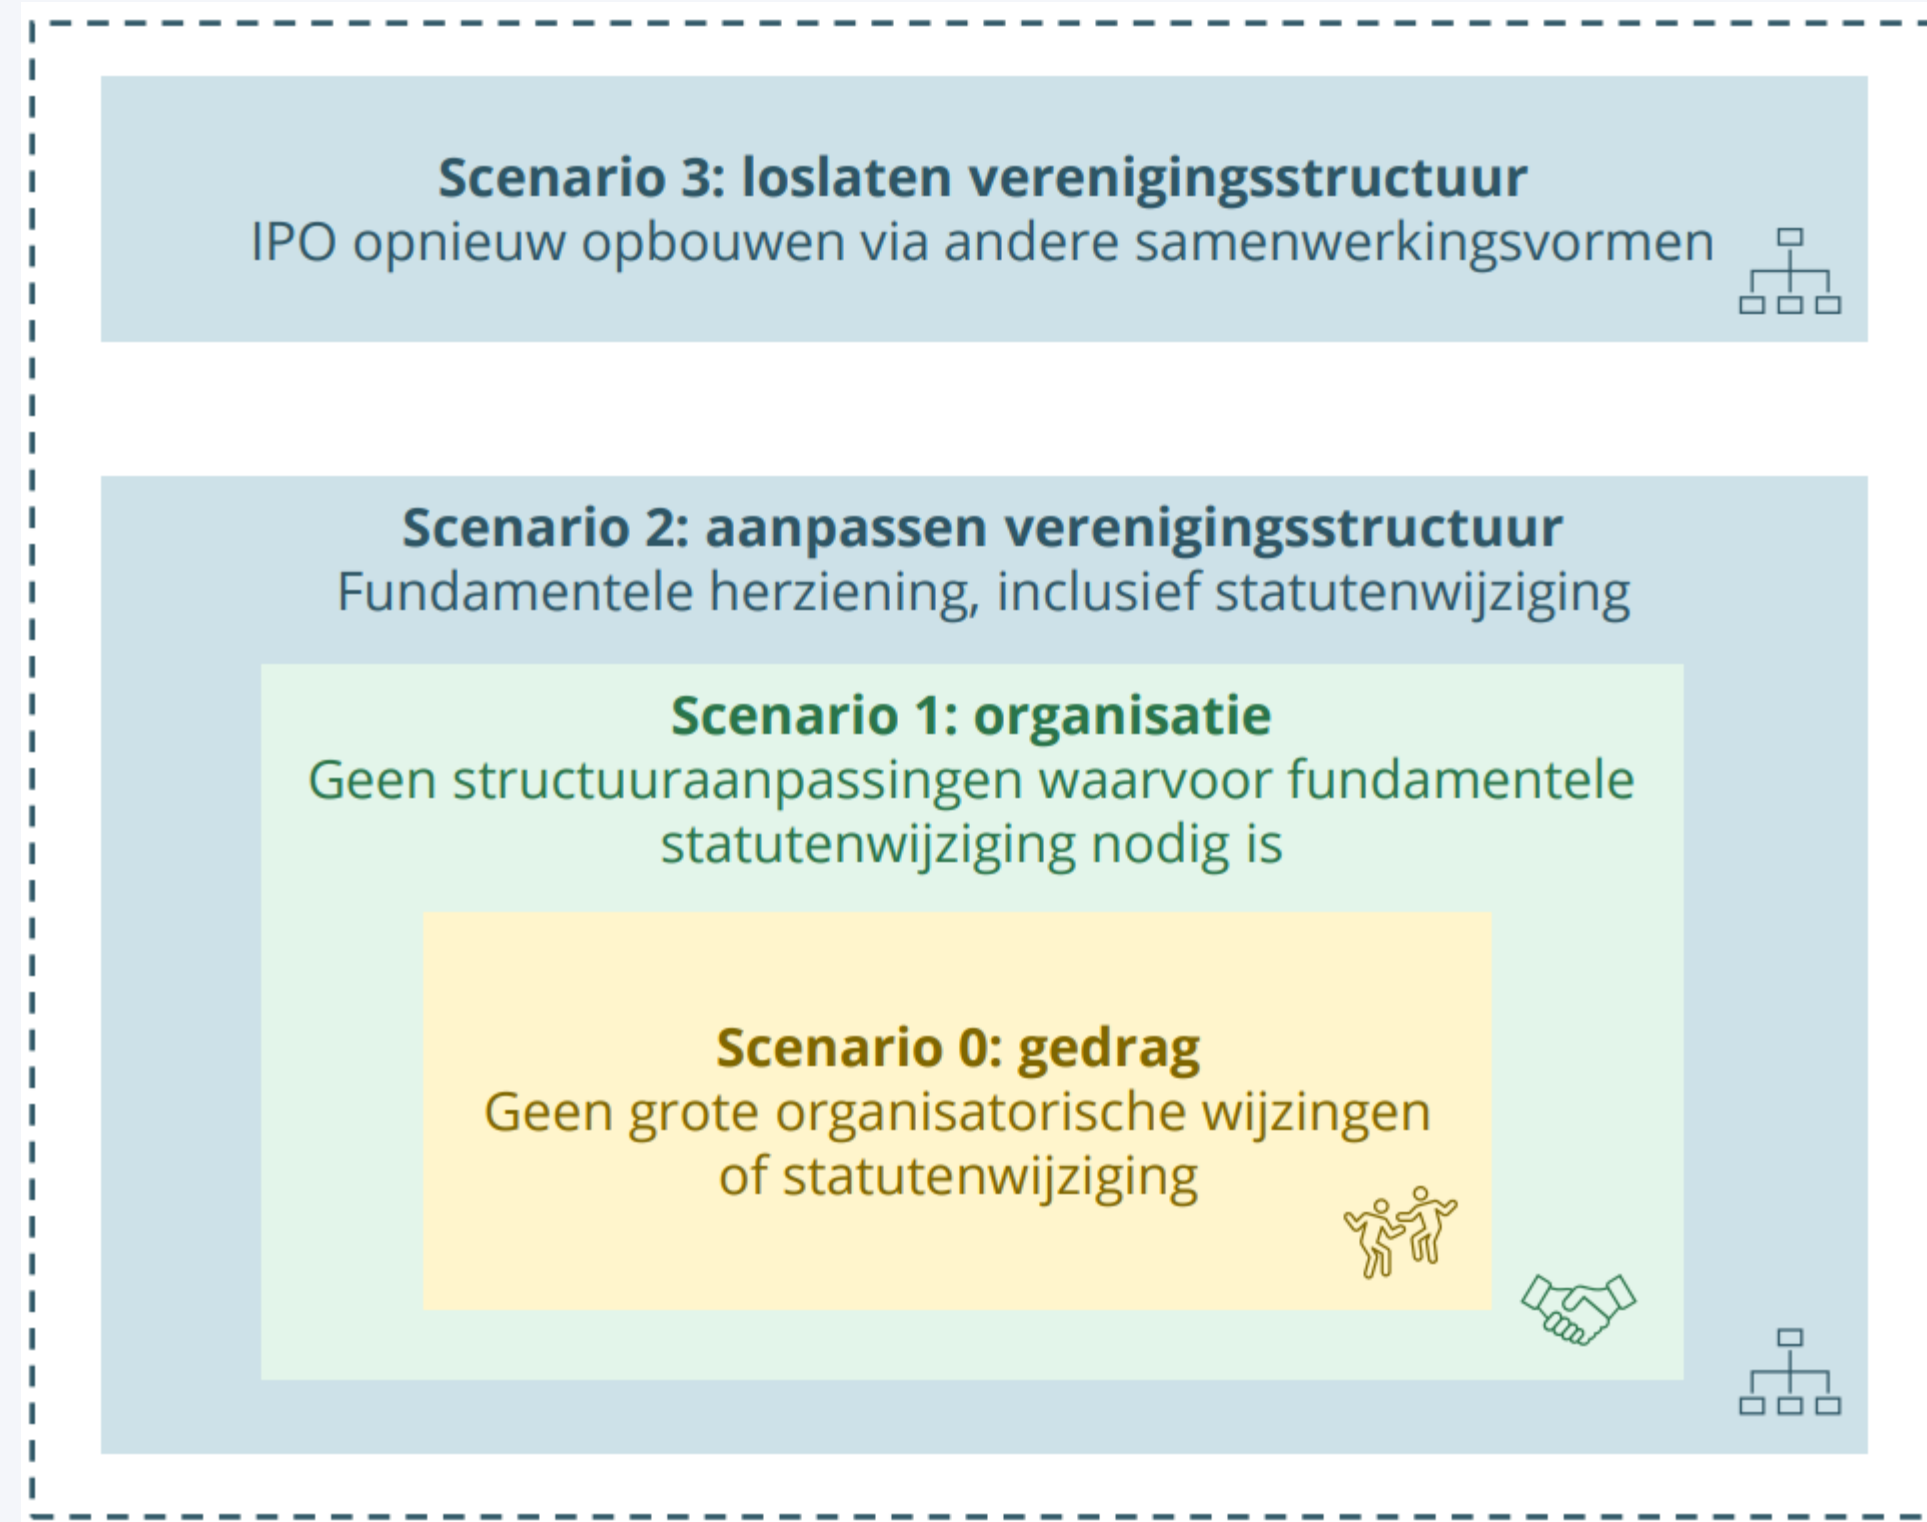 Scenario 3: loslaten verenigingsstructuur
IPO opnieuw opbouwen via andere samenwerkingsvormen
Scenario 2: aanpassen verenigingsstructuur
Fundamentele herziening, inclusief statutenwijziging
Scenario 1: organisatie
Geen structuuraanpassingen waarvoor fundamentele
statutenwijziging nodig is
Scenario 0: gedrag
Geen grote organisatorische wijzingen
of statutenwijziging